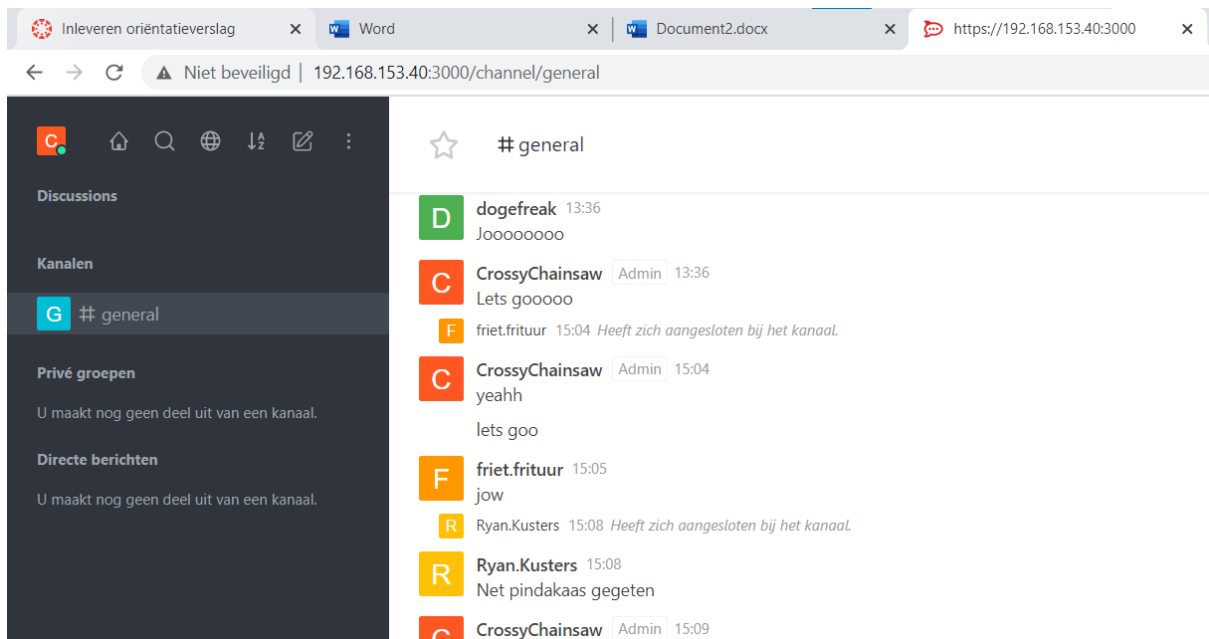 Inleveren oriëntatieverslag
Word
Document2.docx
https://192.168.153.40:3000
Niet beveiligd | 192.168.153.40:3000/channel/general
C
# general
Discussions
Kanalen
G # general
Privé groepen
U maakt nog geen deel uit van een kanaal.
Directe berichten
U maakt nog geen deel uit van een kanaal.
D dogefreak 13:36
Joooooooo
C CrossyChainsaw Admin 13:36
Lets gooooo
F friet.frituur 15:04 Heeft zich aangesloten bij het kanaal.
C CrossyChainsaw Admin 15:04
yeahh
lets goo
F friet.frituur 15:05
jow
R Ryan.Kusters 15:08 Heeft zich aangesloten bij het kanaal.
R Ryan.Kusters 15:08
Net pindakaas gegeten
C CrossyChainsaw Admin 15:09